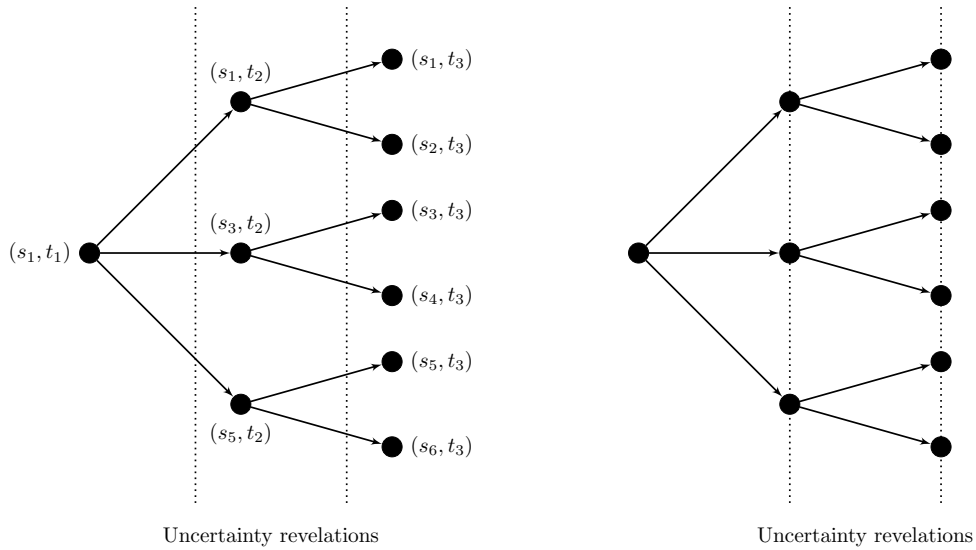 (s₁, t₃)
(s₁, t₂)
(s₂, t₃)
(s₃, t₃)
(s₃, t₂)
(s₁, t₁)
(s₄, t₃)
(s₅, t₃)
(s₅, t₂)
(s₆, t₃)
Uncertainty revelations
Uncertainty revelations